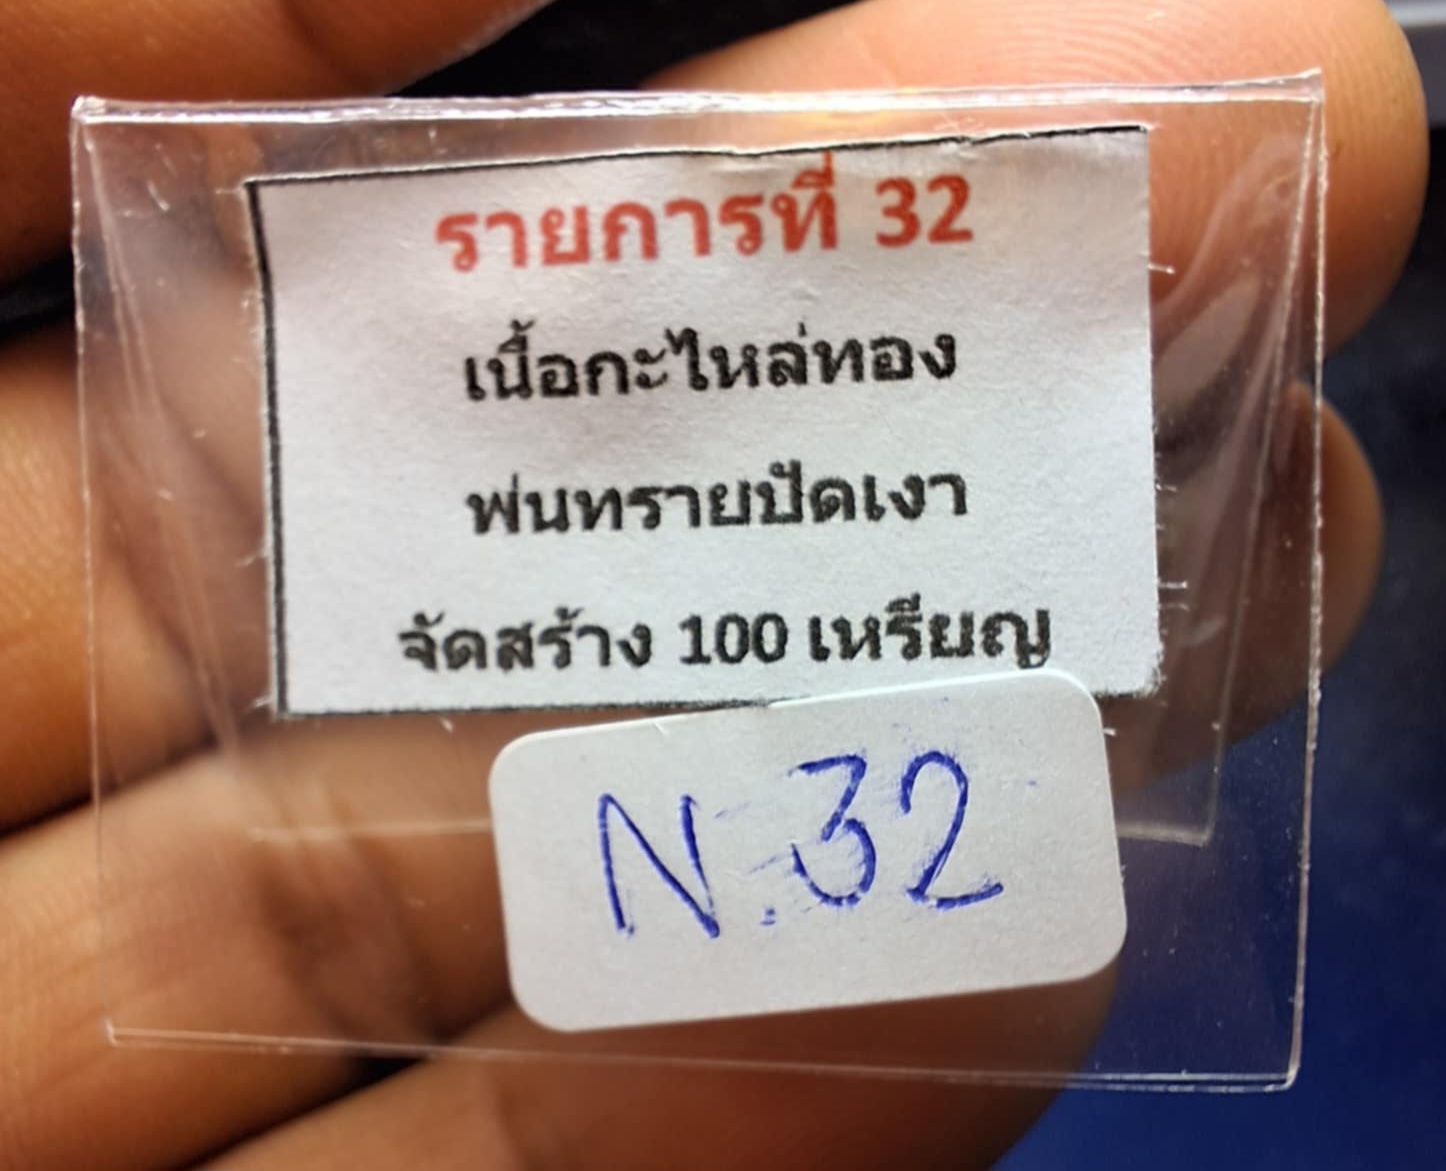 รายการที่ 32
เนื้อกะไหล่ทอง
พ่นทรายปัดเงา
จัดสร้าง 100 เหรียญ
N.32